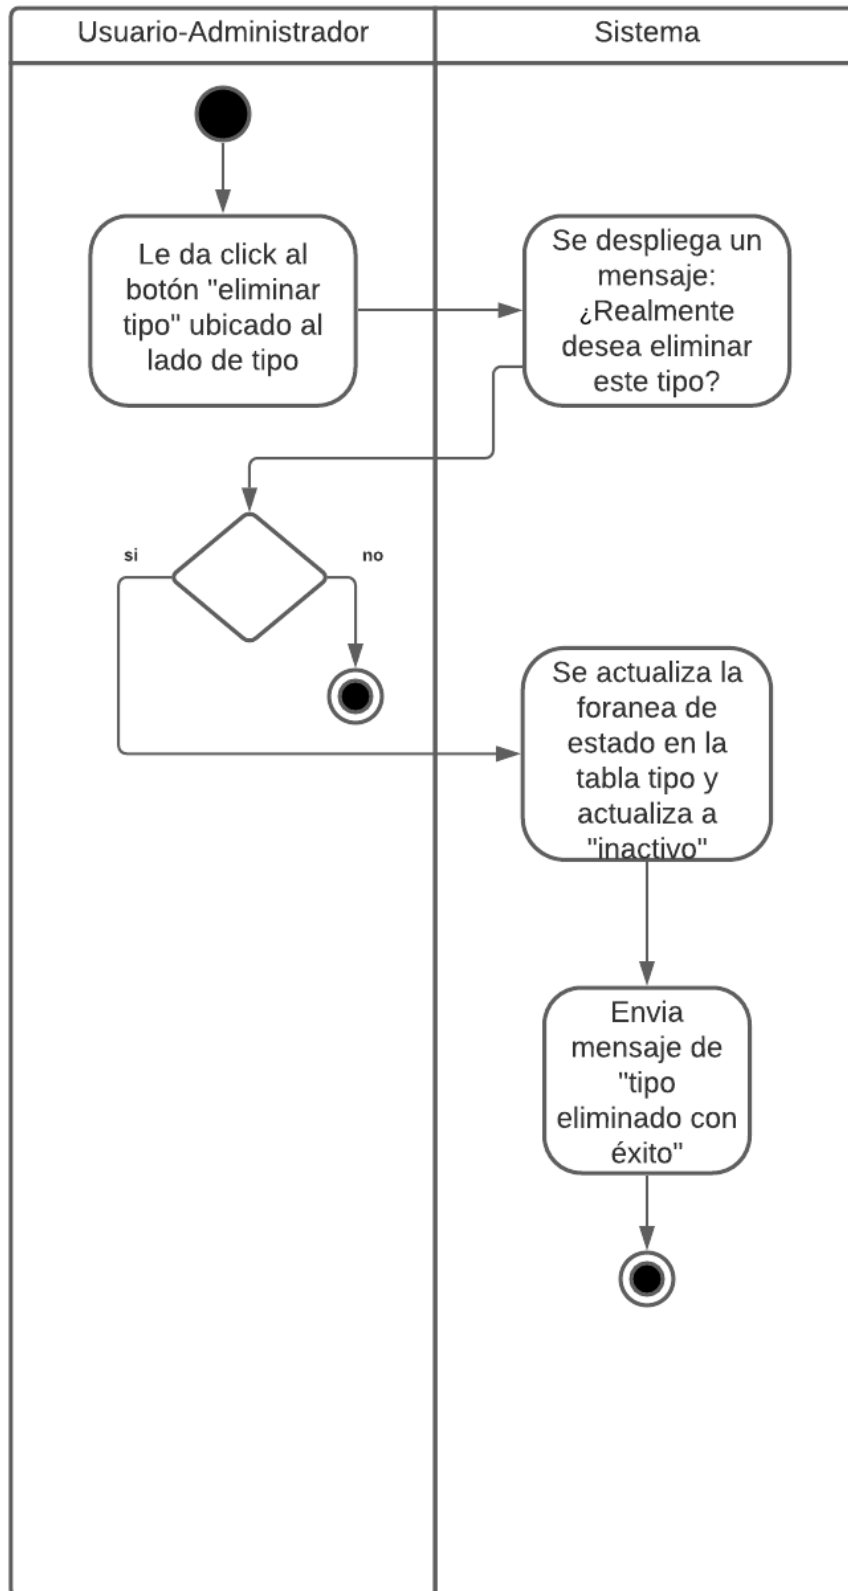 Usuario-Administrador
Sistema
Le da click al
botón "eliminar
tipo" ubicado al
lado de tipo
Se despliega un
mensaje:
¿Realmente
desea eliminar
este tipo?
si
no
Se actualiza la
foranea de
estado en la
tabla tipo y
actualiza a
"inactivo"
Envia
mensaje de
"tipo
eliminado con
éxito"